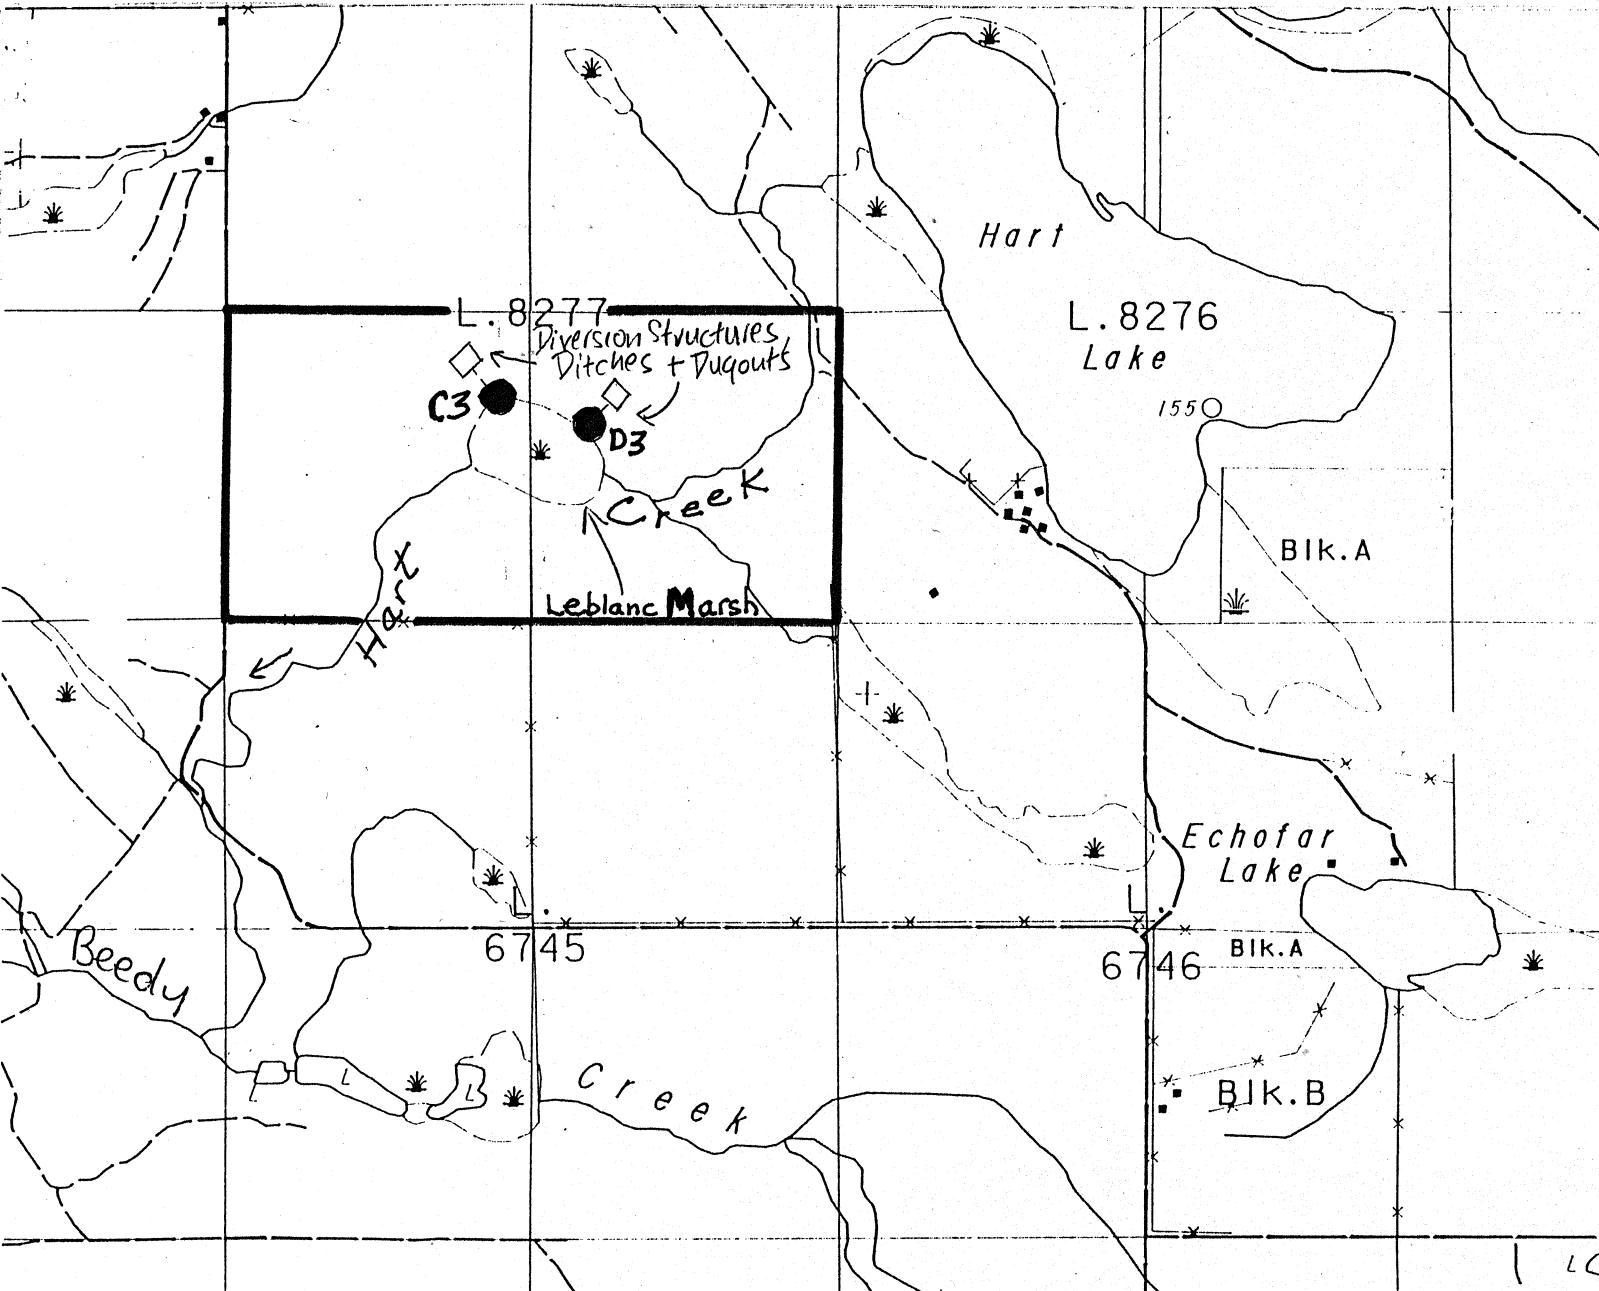 Hart
L.8277
L.8276
Diversion Structures,
Ditches + Dugouts
Lake
C3
155
D3
Creek
Blk.A
Leblanc Marsh
Hart
Echofar
Lake
L
L
6745
Blk.A
6746
Beedy
Creek
L
L
L
Blk.B